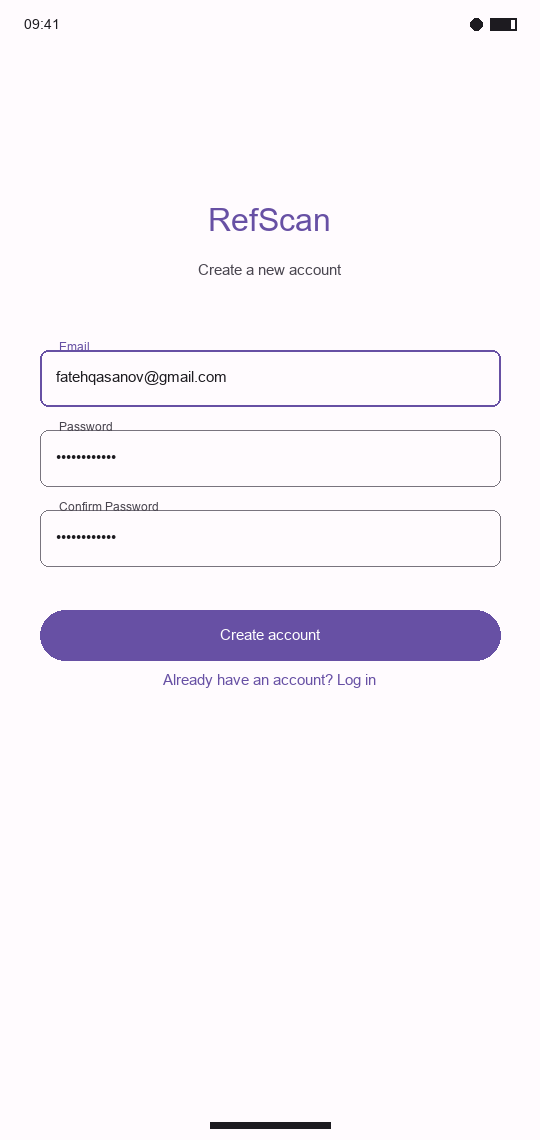 09:41
RefScan
Create a new account
Email
fatehqasanov@gmail.com
Password
••••••••••••
Confirm Password
••••••••••••
Create account
Already have an account? Log in